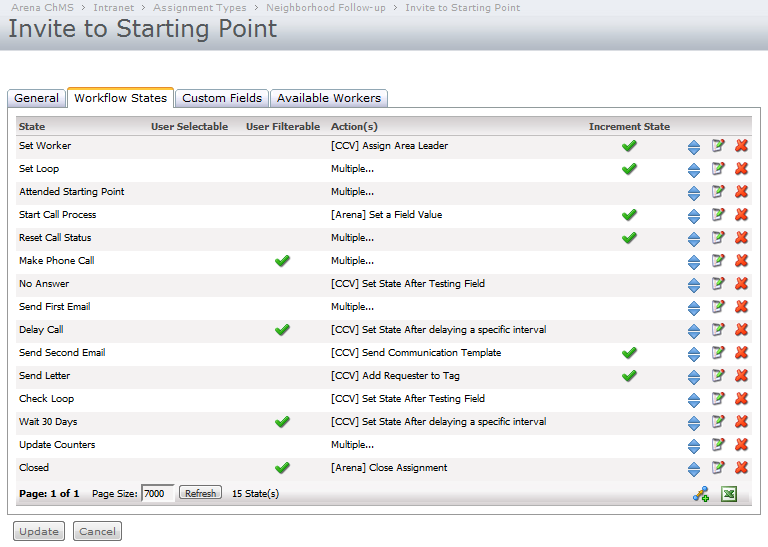 Arena ChMS > Intranet > Assignment Types > Neighborhood Follow-up > Invite to Starting Point
Invite to Starting Point
General Workflow States Custom Fields Available Workers
State User Selectable User Filterable Action(s) Increment State
Set Worker [CCV] Assign Area Leader
Set Loop Multiple...
Attended Starting Point Multiple...
Start Call Process [Arena] Set a Field Value
Reset Call Status Multiple...
Make Phone Call Multiple...
No Answer [CCV] Set State After Testing Field
Send First Email Multiple...
Delay Call [CCV] Set State After delaying a specific interval
Send Second Email [CCV] Send Communication Template
Send Letter [CCV] Add Requester to Tag
Check Loop [CCV] Set State After Testing Field
Wait 30 Days [CCV] Set State After delaying a specific interval
Update Counters Multiple...
Closed [Arena] Close Assignment
Page: 1 of 1 Page Size: 7000 Refresh 15 State(s)
Update Cancel